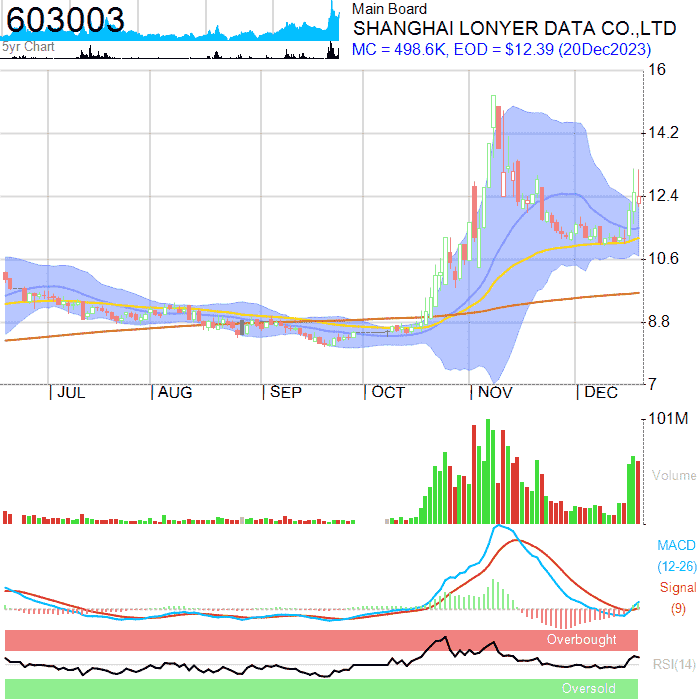 603003
5yr Chart
Main Board
SHANGHAI LONYER DATA CO.,LTD
MC = 498.6K, EOD = $12.39 (20Dec2023)
16
14.2
12.4
10.6
8.8
7
JUL AUG SEP OCT NOV DEC
101M
Volume
MACD
(12-26)
Signal
(9)
Overbought
RSI(14)
Oversold